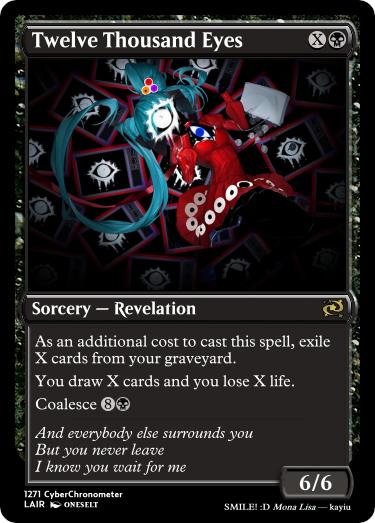 Twelve Thousand Eyes X
Sorcery — Revelation
As an additional cost to cast this spell, exile
X cards from your graveyard.
You draw X cards and you lose X life.
Coalesce 8
And everybody else surrounds you
But you never leave
I know you wait for me
6/6
1271 CyberChronometer
LAIR ONESELT
SMILE! :D Mona Lisa — kayiu